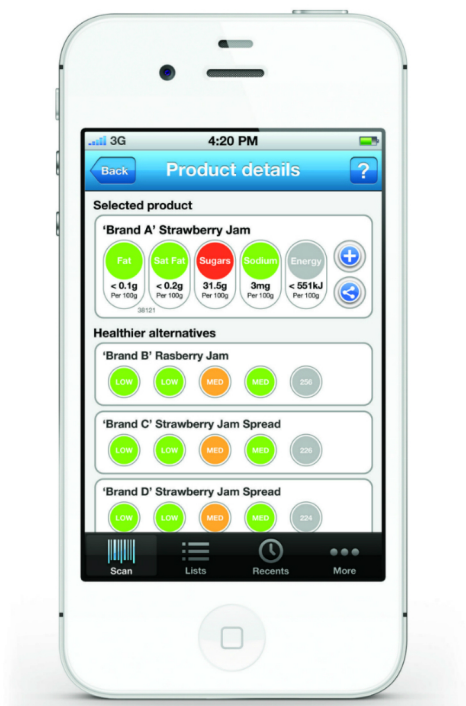 3G 4:20 PM
Back Product details ?
Selected product
'Brand A' Strawberry Jam
Fat Sat Fat Sugars Sodium Energy
< 0.1g < 0.2g 31.5g 3mg < 551kJ
Per 100g Per 100g Per 100g Per 100g Per 100g
38121
Healthier alternatives
'Brand B' Rasberry Jam
LOW LOW MED MED 256
'Brand C' Strawberry Jam Spread
LOW LOW MED MED 226
'Brand D' Strawberry Jam Spread
LOW LOW MED MED 224
Scan Lists Recents More